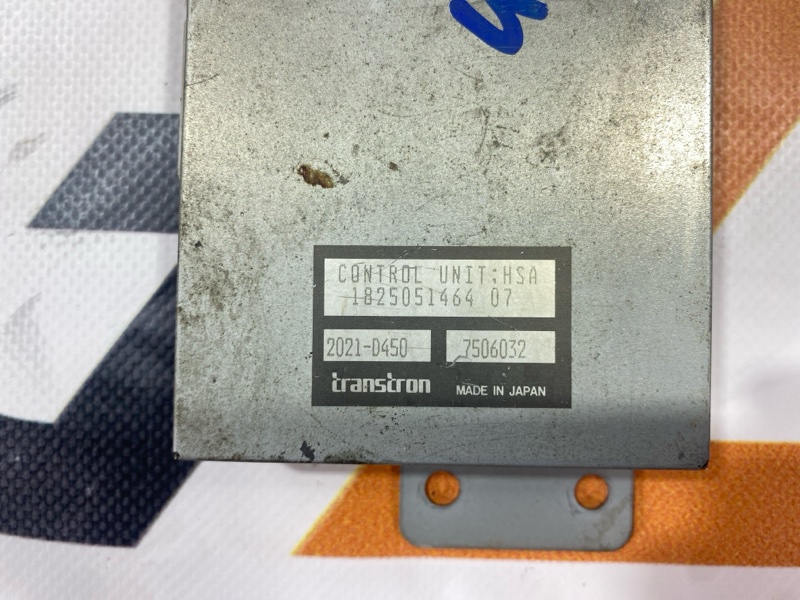 CONTROL UNIT;HSA
1825051464 07
2021-D450 7506032
transtron MADE IN JAPAN